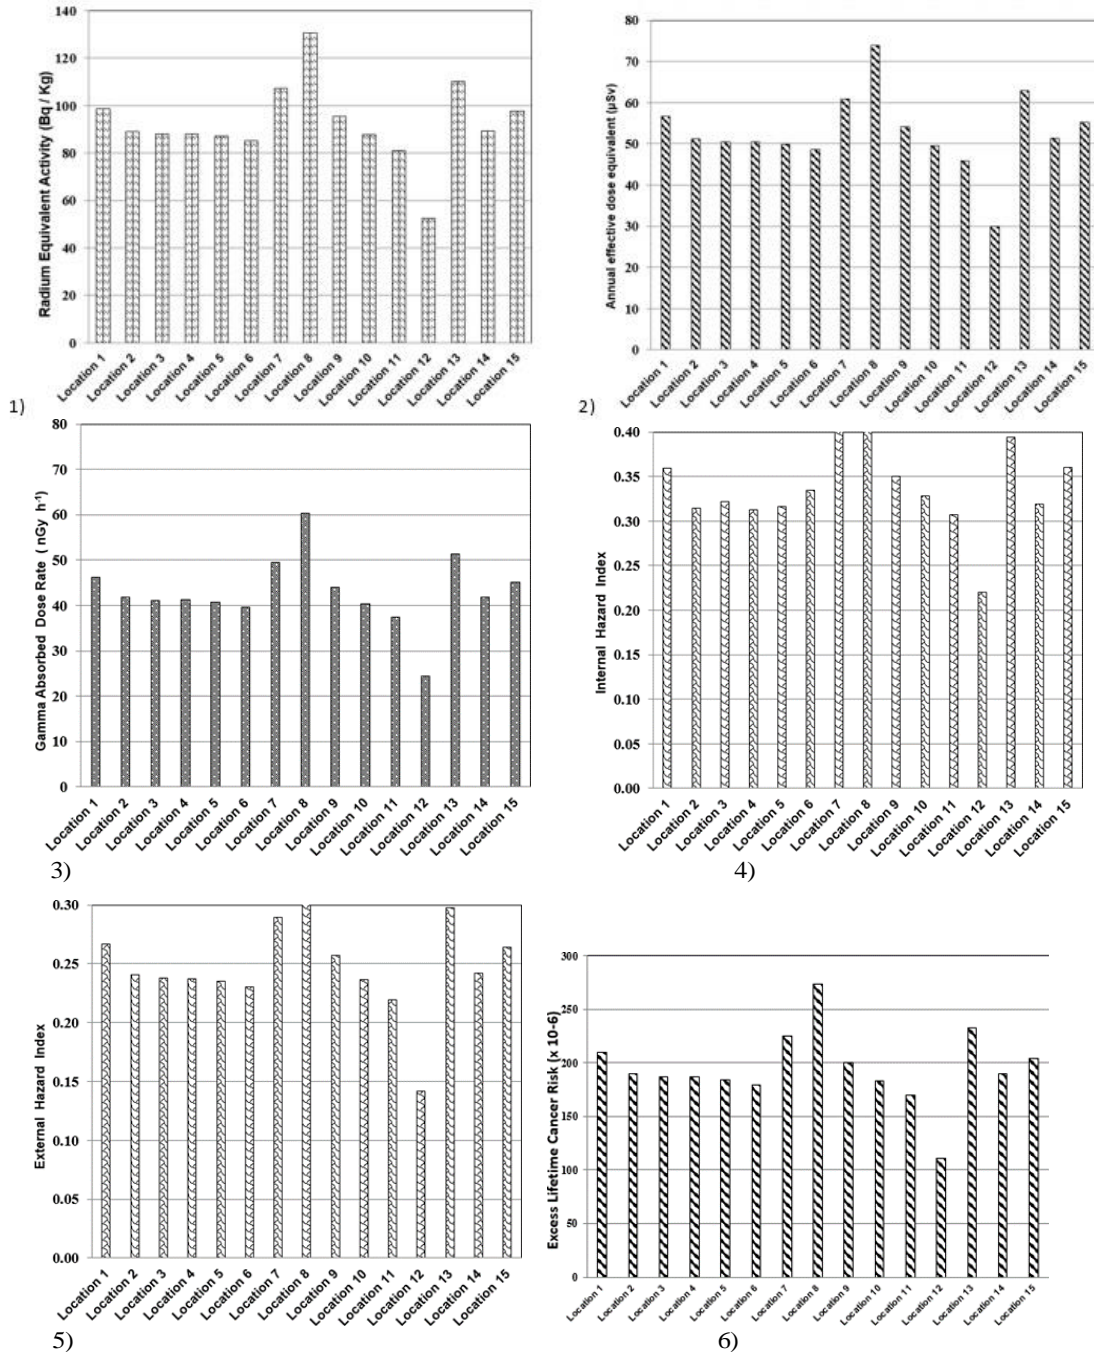 140
120
100
80
60
40
20
0
Radium Equivalent Activity (Bq / Kg)
Location 1
Location 2
Location 3
Location 4
Location 5
Location 6
Location 7
Location 8
Location 9
Location 10
Location 11
Location 12
Location 13
Location 14
Location 15
1)
80
70
60
50
40
30
20
10
0
Annual effective dose equivalent (µSv)
Location 1
Location 2
Location 3
Location 4
Location 5
Location 6
Location 7
Location 8
Location 9
Location 10
Location 11
Location 12
Location 13
Location 14
Location 15
2)
80
70
60
50
40
30
20
10
0
Gamma Absorbed Dose Rate ( nGy h-1)
Location 1
Location 2
Location 3
Location 4
Location 5
Location 6
Location 7
Location 8
Location 9
Location 10
Location 11
Location 12
Location 13
Location 14
Location 15
3)
0.40
0.35
0.30
0.25
0.20
0.15
0.10
0.05
0.00
Internal Hazard Index
Location 1
Location 2
Location 3
Location 4
Location 5
Location 6
Location 7
Location 8
Location 9
Location 10
Location 11
Location 12
Location 13
Location 14
Location 15
4)
0.30
0.25
0.20
0.15
0.10
0.05
0.00
External Hazard Index
Location 1
Location 2
Location 3
Location 4
Location 5
Location 6
Location 7
Location 8
Location 9
Location 10
Location 11
Location 12
Location 13
Location 14
Location 15
5)
300
250
200
150
100
50
0
Excess Lifetime Cancer Risk (x 10-6)
Location 1
Location 2
Location 3
Location 4
Location 5
Location 6
Location 7
Location 8
Location 9
Location 10
Location 11
Location 12
Location 13
Location 14
Location 15
6)